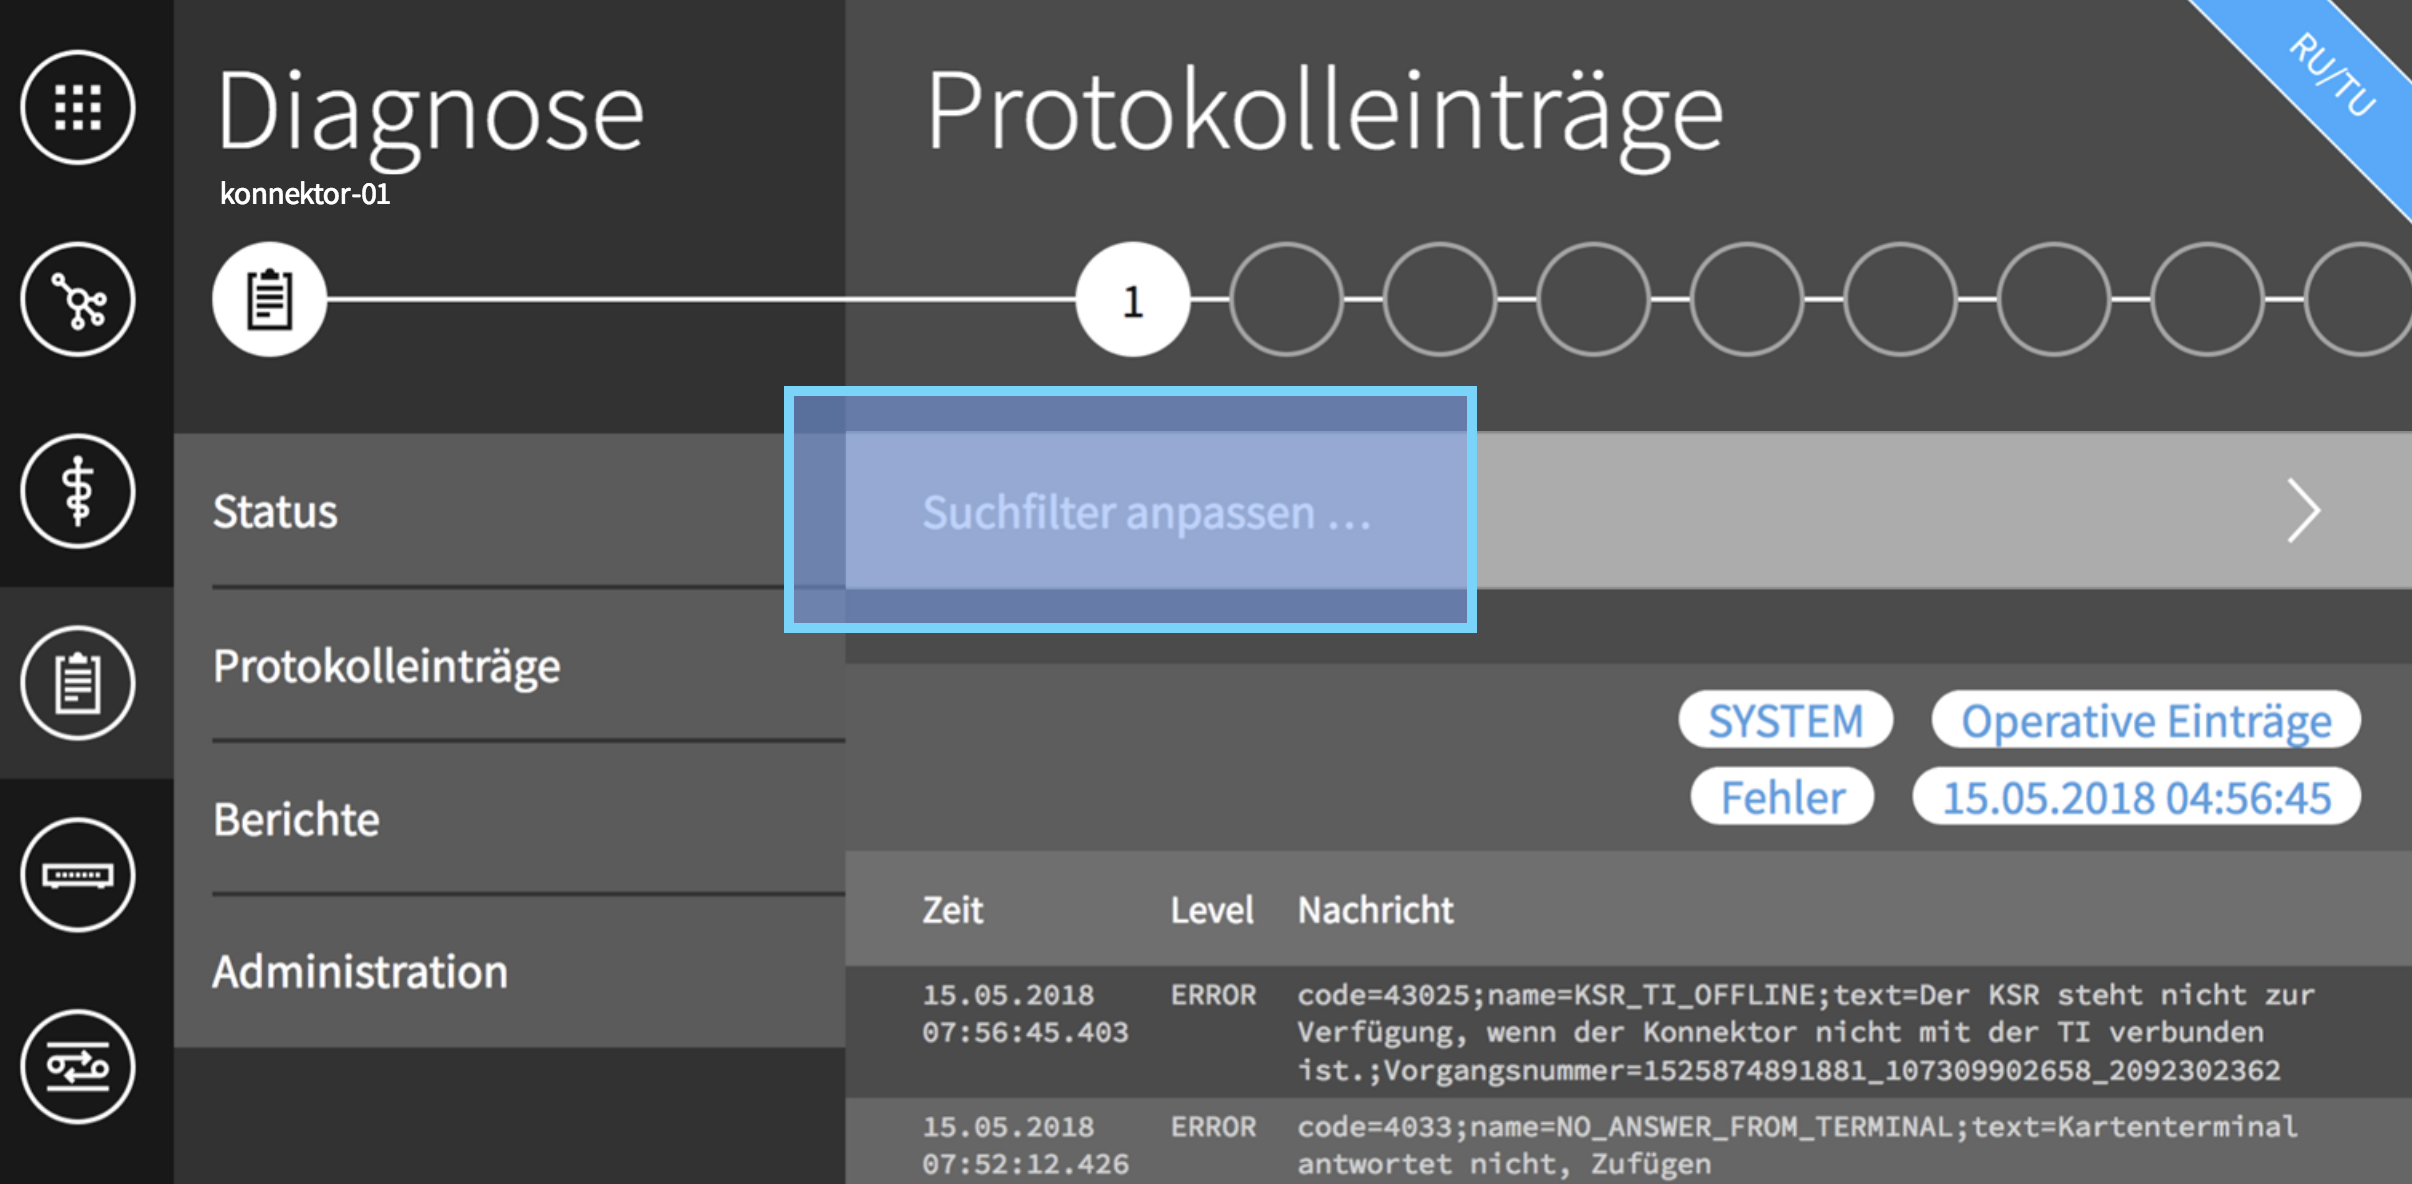 Diagnose
konnektor-01
Status
Protokolleinträge
Berichte
Administration
Protokolleinträge
RU/TU
1
Suchfilter anpassen ...
SYSTEM Operative Einträge
Fehler 15.05.2018 04:56:45
Zeit Level Nachricht
15.05.2018 ERROR code=43025;name=KSR_TI_OFFLINE;text=Der KSR steht nicht zur
07:56:45.403 Verfügung, wenn der Konnektor nicht mit der TI verbunden
ist.;Vorgangsnummer=1525874891881_107309902658_2092302362
15.05.2018 ERROR code=4033;name=NO_ANSWER_FROM_TERMINAL;text=Kartenterminal
07:52:12.426 antwortet nicht, Zufügen